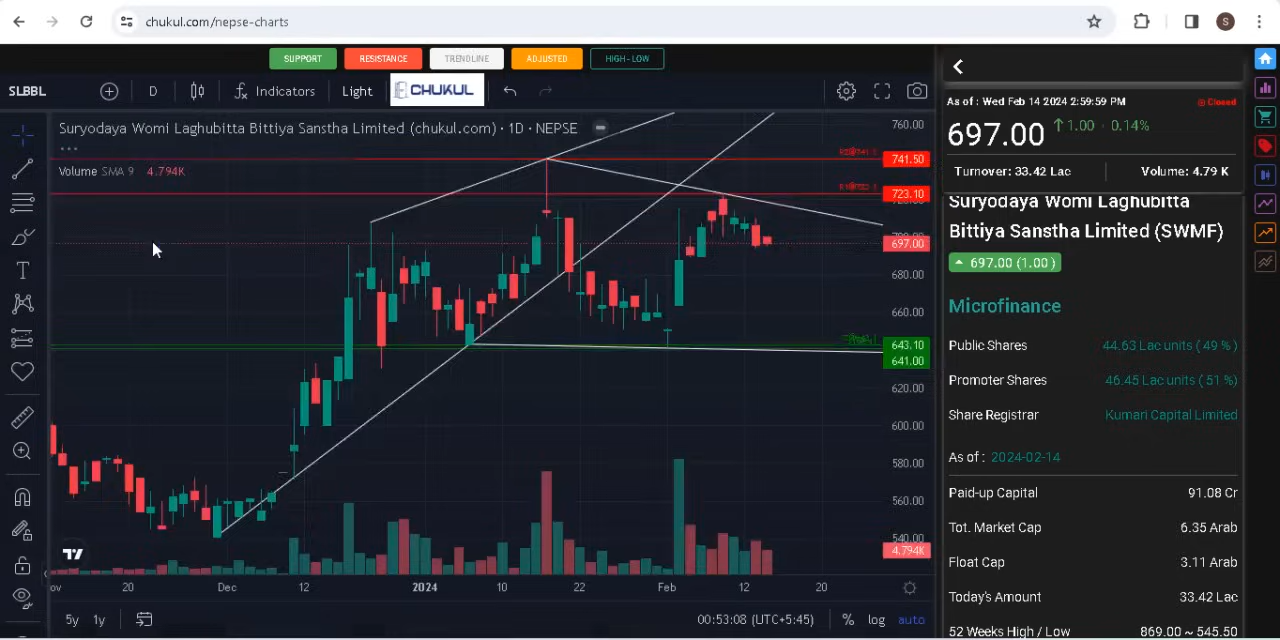 chukul.com/nepse-charts
S
SUPPORT RESISTANCE TRENDLINE ADJUSTED HIGH-LOW
SLBBL D Indicators Light CHUKUL
Suryodaya Womi Laghubitta Bittiya Sanstha Limited (chukul.com) · 1D · NEPSE
Volume SMA 9 4.794K
760.00
741.50
723.10
697.00
680.00
660.00
643.10
641.00
620.00
600.00
580.00
560.00
540.00
4.794K
20 Dec 12 2024 10 22 Feb 12 20
5y 1y 00:53:08 (UTC+5:45) % log auto
As of : Wed Feb 14 2024 2:59:59 PM Closed
697.00 1.00 · 0.14%
Turnover: 33.42 Lac Volume: 4.79 K
Suryodaya Womi Laghubitta
Bittiya Sanstha Limited (SWMF)
697.00 (1.00 )
Microfinance
Public Shares 44.63 Lac units ( 49 % )
Promoter Shares 46.45 Lac units ( 51 %)
Share Registrar Kumari Capital Limited
As of : 2024-02-14
Paid-up Capital 91.08 Cr
Tot. Market Cap 6.35 Arab
Float Cap 3.11 Arab
Today's Amount 33.42 Lac
52 Weeks High / Low 869.00 ~ 545.50